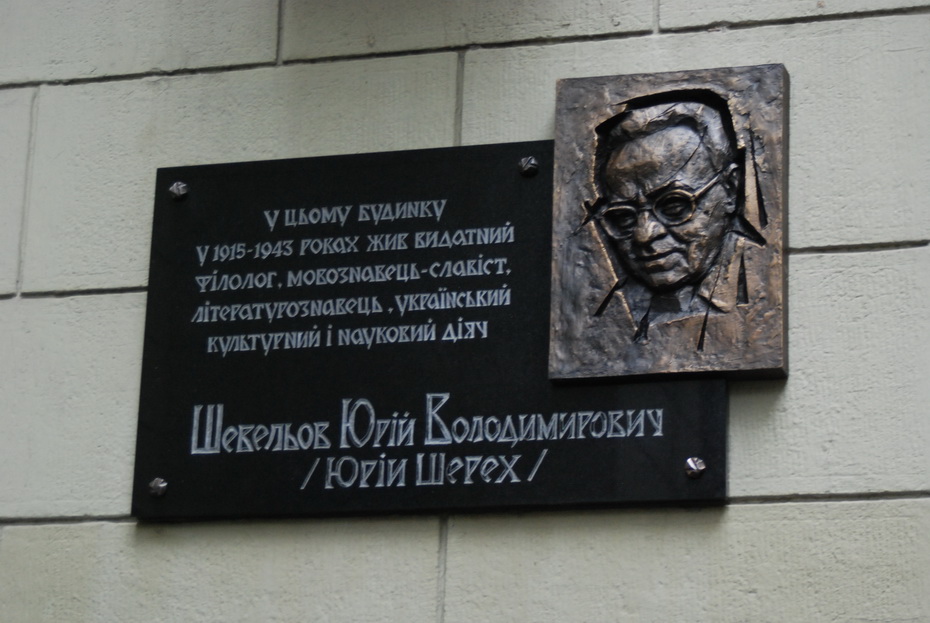 У ЦЬОМУ БУДИНКУ
У 1915-1943 РОКАХ ЖИВ ВИДАТНИЙ
ФІЛОЛОГ, МОВОЗНАВЕЦЬ-СЛАВІСТ,
ЛІТЕРАТУРОЗНАВЕЦЬ, УКРАЇНСЬКИЙ
КУЛЬТУРНИЙ І НАУКОВИЙ ДІЯЧ
ШЕВЕЛЬОВ ЮРІЙ ВОЛОДИМИРОВИЧ
/ЮРІЙ ШЕРЕХ/